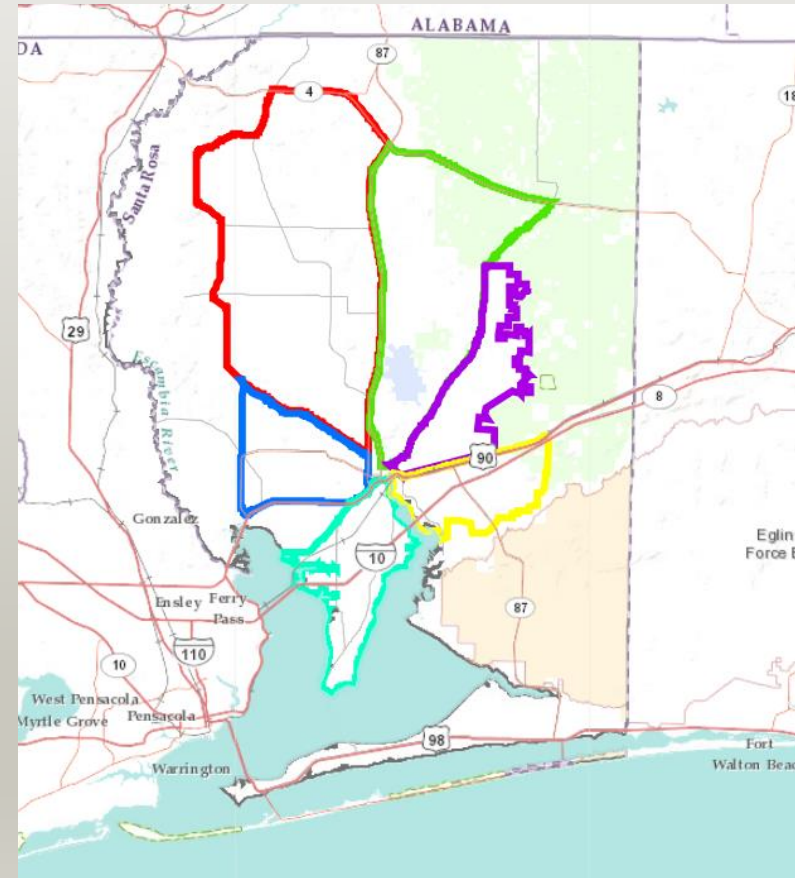 ALABAMA
DA
87
4
18
Santa Rosa
29
Escambia River
8
90
Gonzalez
Eglin
Force B
10
Ensley
Ferry
Pass
87
110
10
West Pensacola
Myrtle Grove
Pensacola
98
Fort
Walton Beac
Warrington